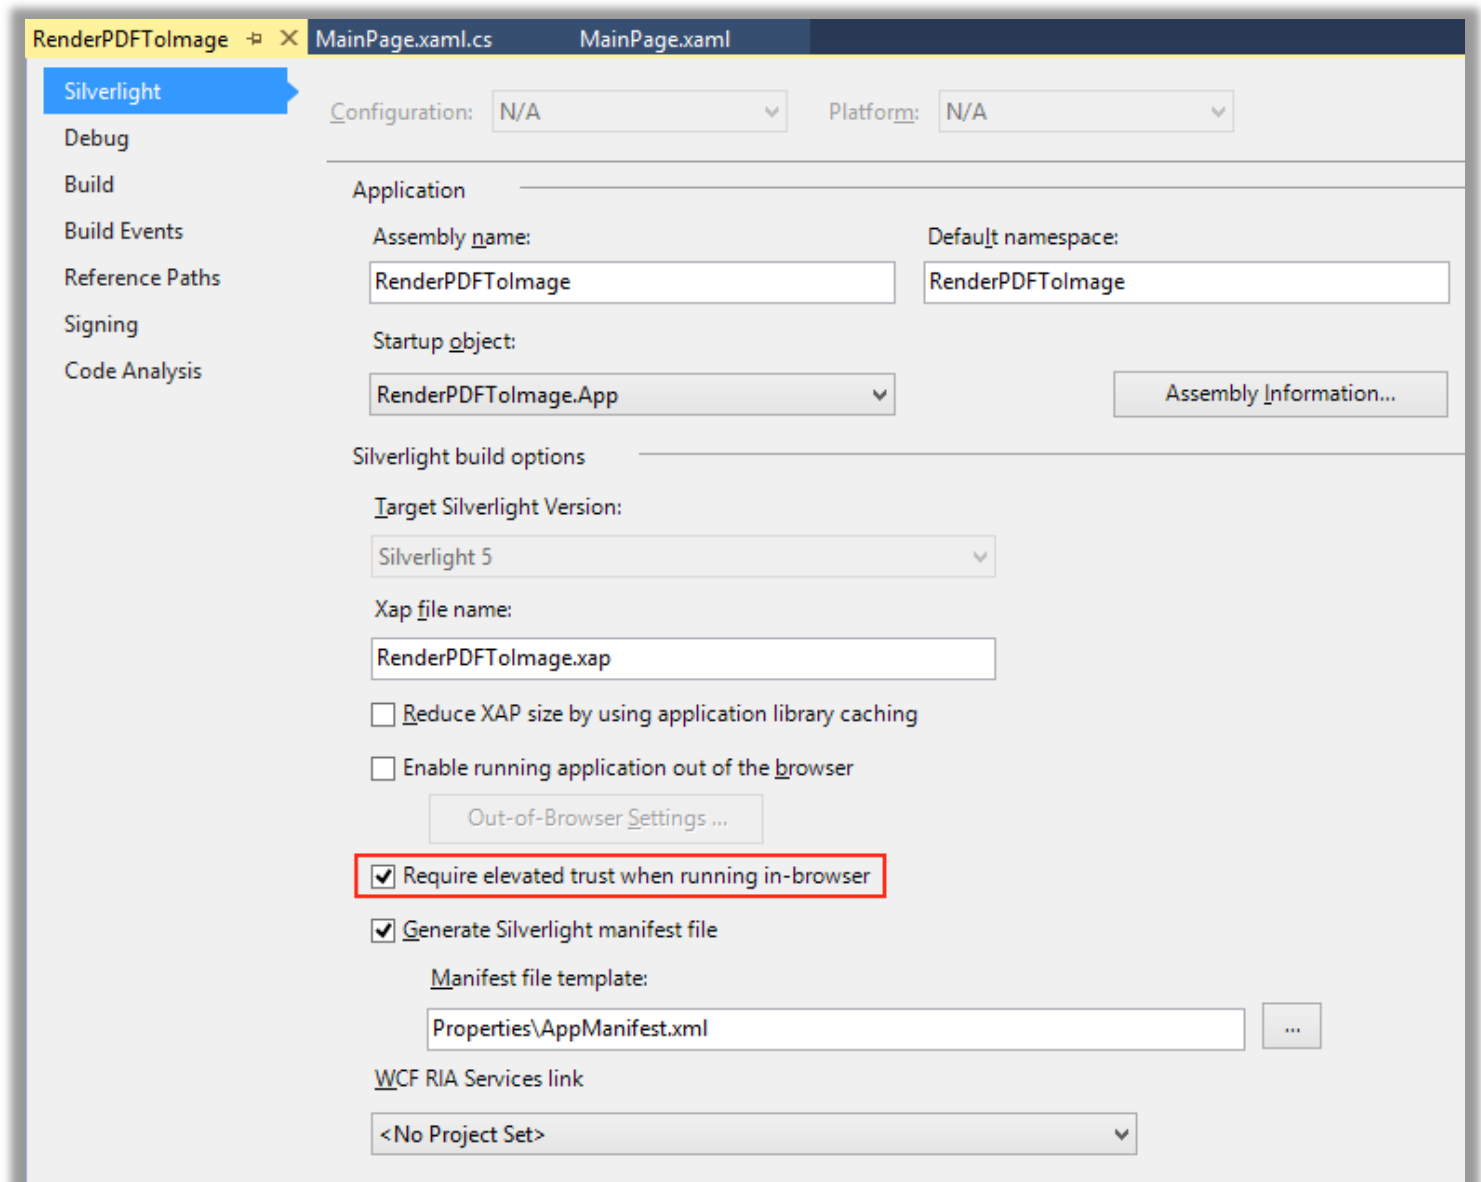 RenderPDFToImage MainPage.xaml.cs MainPage.xaml
Silverlight
Debug
Build
Build Events
Reference Paths
Signing
Code Analysis
Configuration: N/A Platform: N/A
Application
Assembly name: Default namespace:
RenderPDFToImage RenderPDFToImage
Startup object:
RenderPDFToImage.App Assembly Information...
Silverlight build options
Target Silverlight Version:
Silverlight 5
Xap file name:
RenderPDFToImage.xap
Reduce XAP size by using application library caching
Enable running application out of the browser
Out-of-Browser Settings ...
Require elevated trust when running in-browser
Generate Silverlight manifest file
Manifest file template:
Properties\AppManifest.xml ...
WCF RIA Services link
<No Project Set>